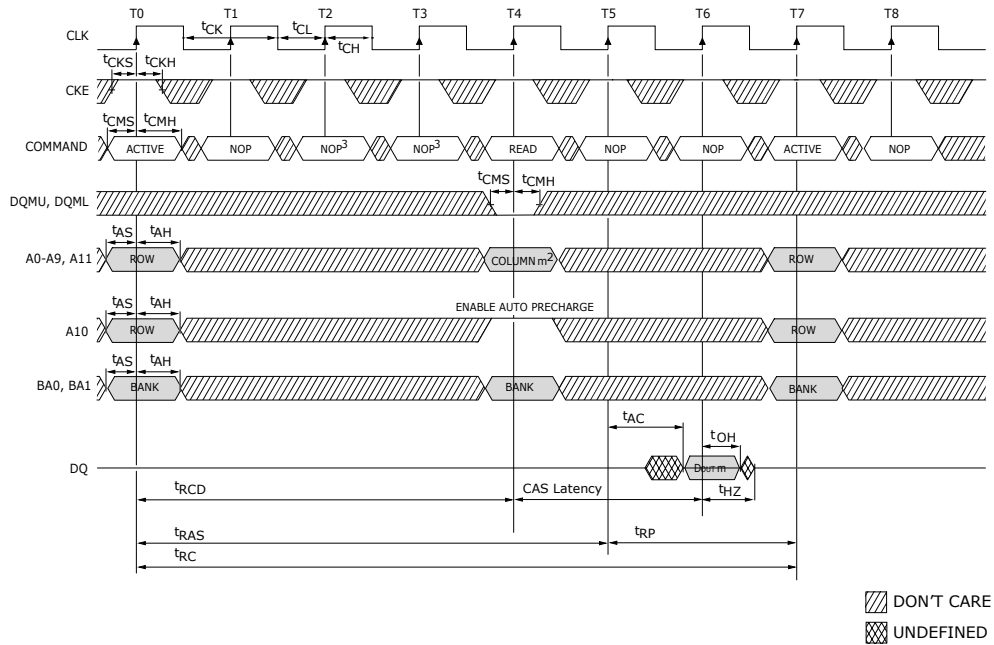 T0 T1 T2 T3 T4 T5 T6 T7 T8
CLK
tCK tCL
tCH
tCKS tCKH
CKE
tCMS tCMH
COMMAND ACTIVE NOP NOP3 NOP3 READ NOP NOP ACTIVE NOP
tCMS tCMH
DQMU, DQML
tAS tAH
A0-A9, A11 ROW COLUMN m2 ROW
ENABLE AUTO PRECHARGE
tAS tAH
A10 ROW ROW
tAS tAH
BA0, BA1 BANK BANK BANK
tAC
tOH
DQ DOUT m
tRCD CAS Latency tHZ
tRAS tRP
tRC
DON'T CARE
UNDEFINED